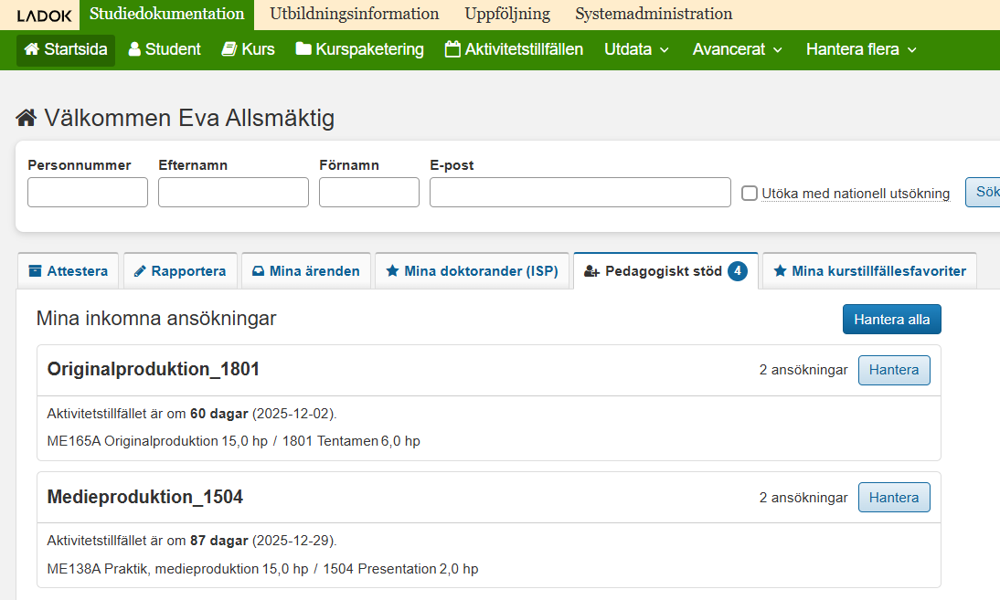 LADOK Studiedokumentation Utbildningsinformation Uppföljning Systemadministration
Startsida Student Kurs Kurspaketering Aktivitetstillfällen Utdata Avancerat Hantera flera
Välkommen Eva Allsmäktig
Personnummer Efternamn Förnamn E-post
Utöka med nationell utsökning Sök
Attestera Rapportera Mina ärenden Mina doktorander (ISP) Pedagogiskt stöd 4 Mina kurstillfällesfavoriter
Mina inkomna ansökningar Hantera alla
Originalproduktion_1801 2 ansökningar Hantera
Aktivitetstillfället är om 60 dagar (2025-12-02).
ME165A Originalproduktion 15,0 hp / 1801 Tentamen 6,0 hp
Medieproduktion_1504 2 ansökningar Hantera
Aktivitetstillfället är om 87 dagar (2025-12-29).
ME138A Praktik, medieproduktion 15,0 hp / 1504 Presentation 2,0 hp